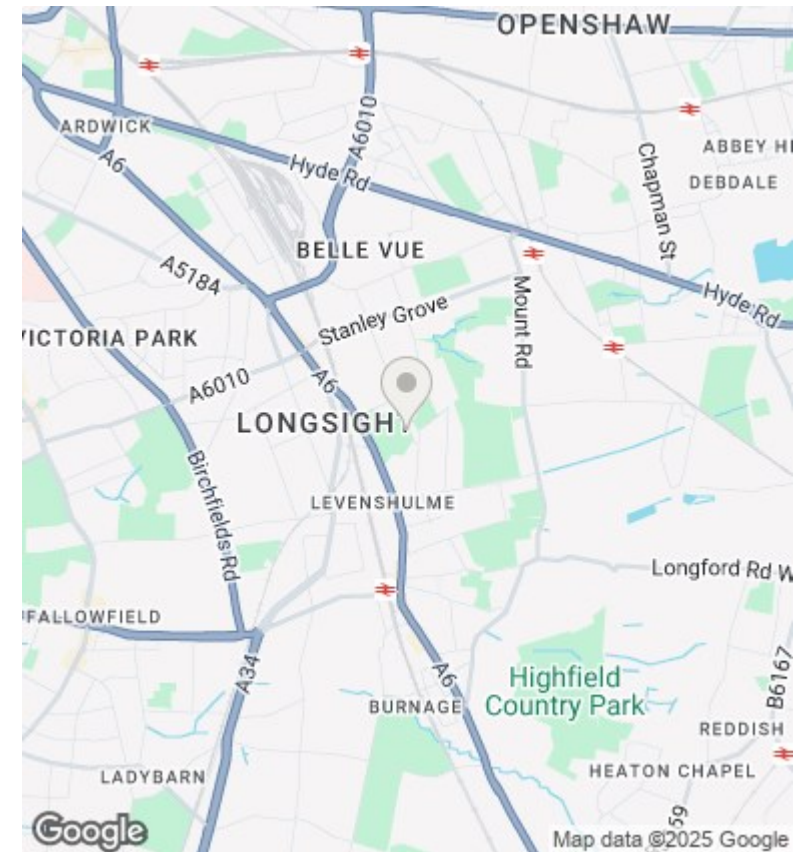 OPENSHAW
ARDWICK
A6
A6010
Hyde Rd
Chapman St
ABBEY H
DEBDALE
BELLE VUE
A5184
Stanley Grove
Mount Rd
Hyde Rd
VICTORIA PARK
A6010
A6
LONGSIGHT
Birchfields Rd
LEVENSHULME
Longford Rd W
FALLOWFIELD
A34
A6
Highfield
Country Park
B6167
BURNAGE
REDDISH
HEATON CHAPEL
LADYBARN
59
Google
Map data ©2025 Google